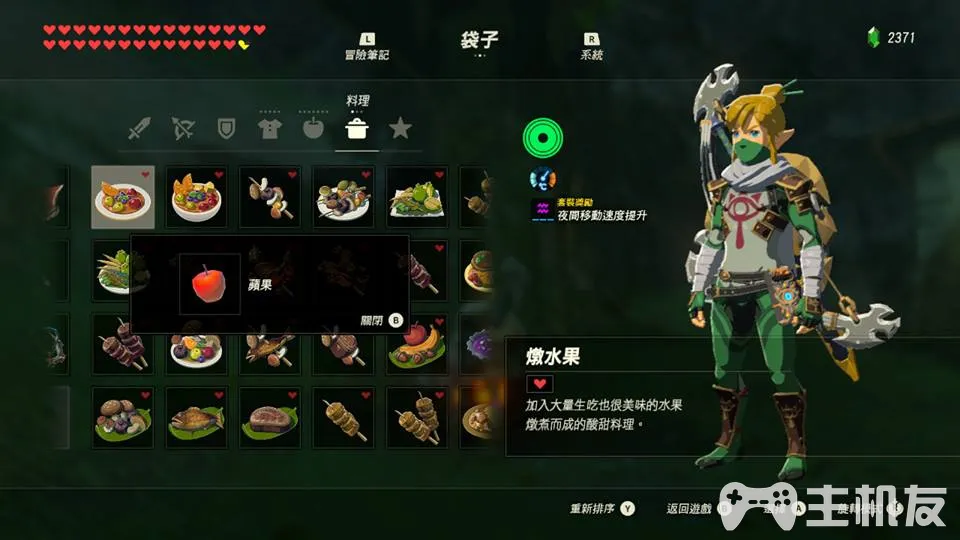 L
冒險筆記
袋子
R
系統
2371
料理
套裝獎勵
夜間移動速度提升
蘋果
關閉 B
燉水果
加入大量生吃也很美味的水果
燉煮而成的酸甜料理。
重新排序 Y
返回遊戲
選擇 A
主机友